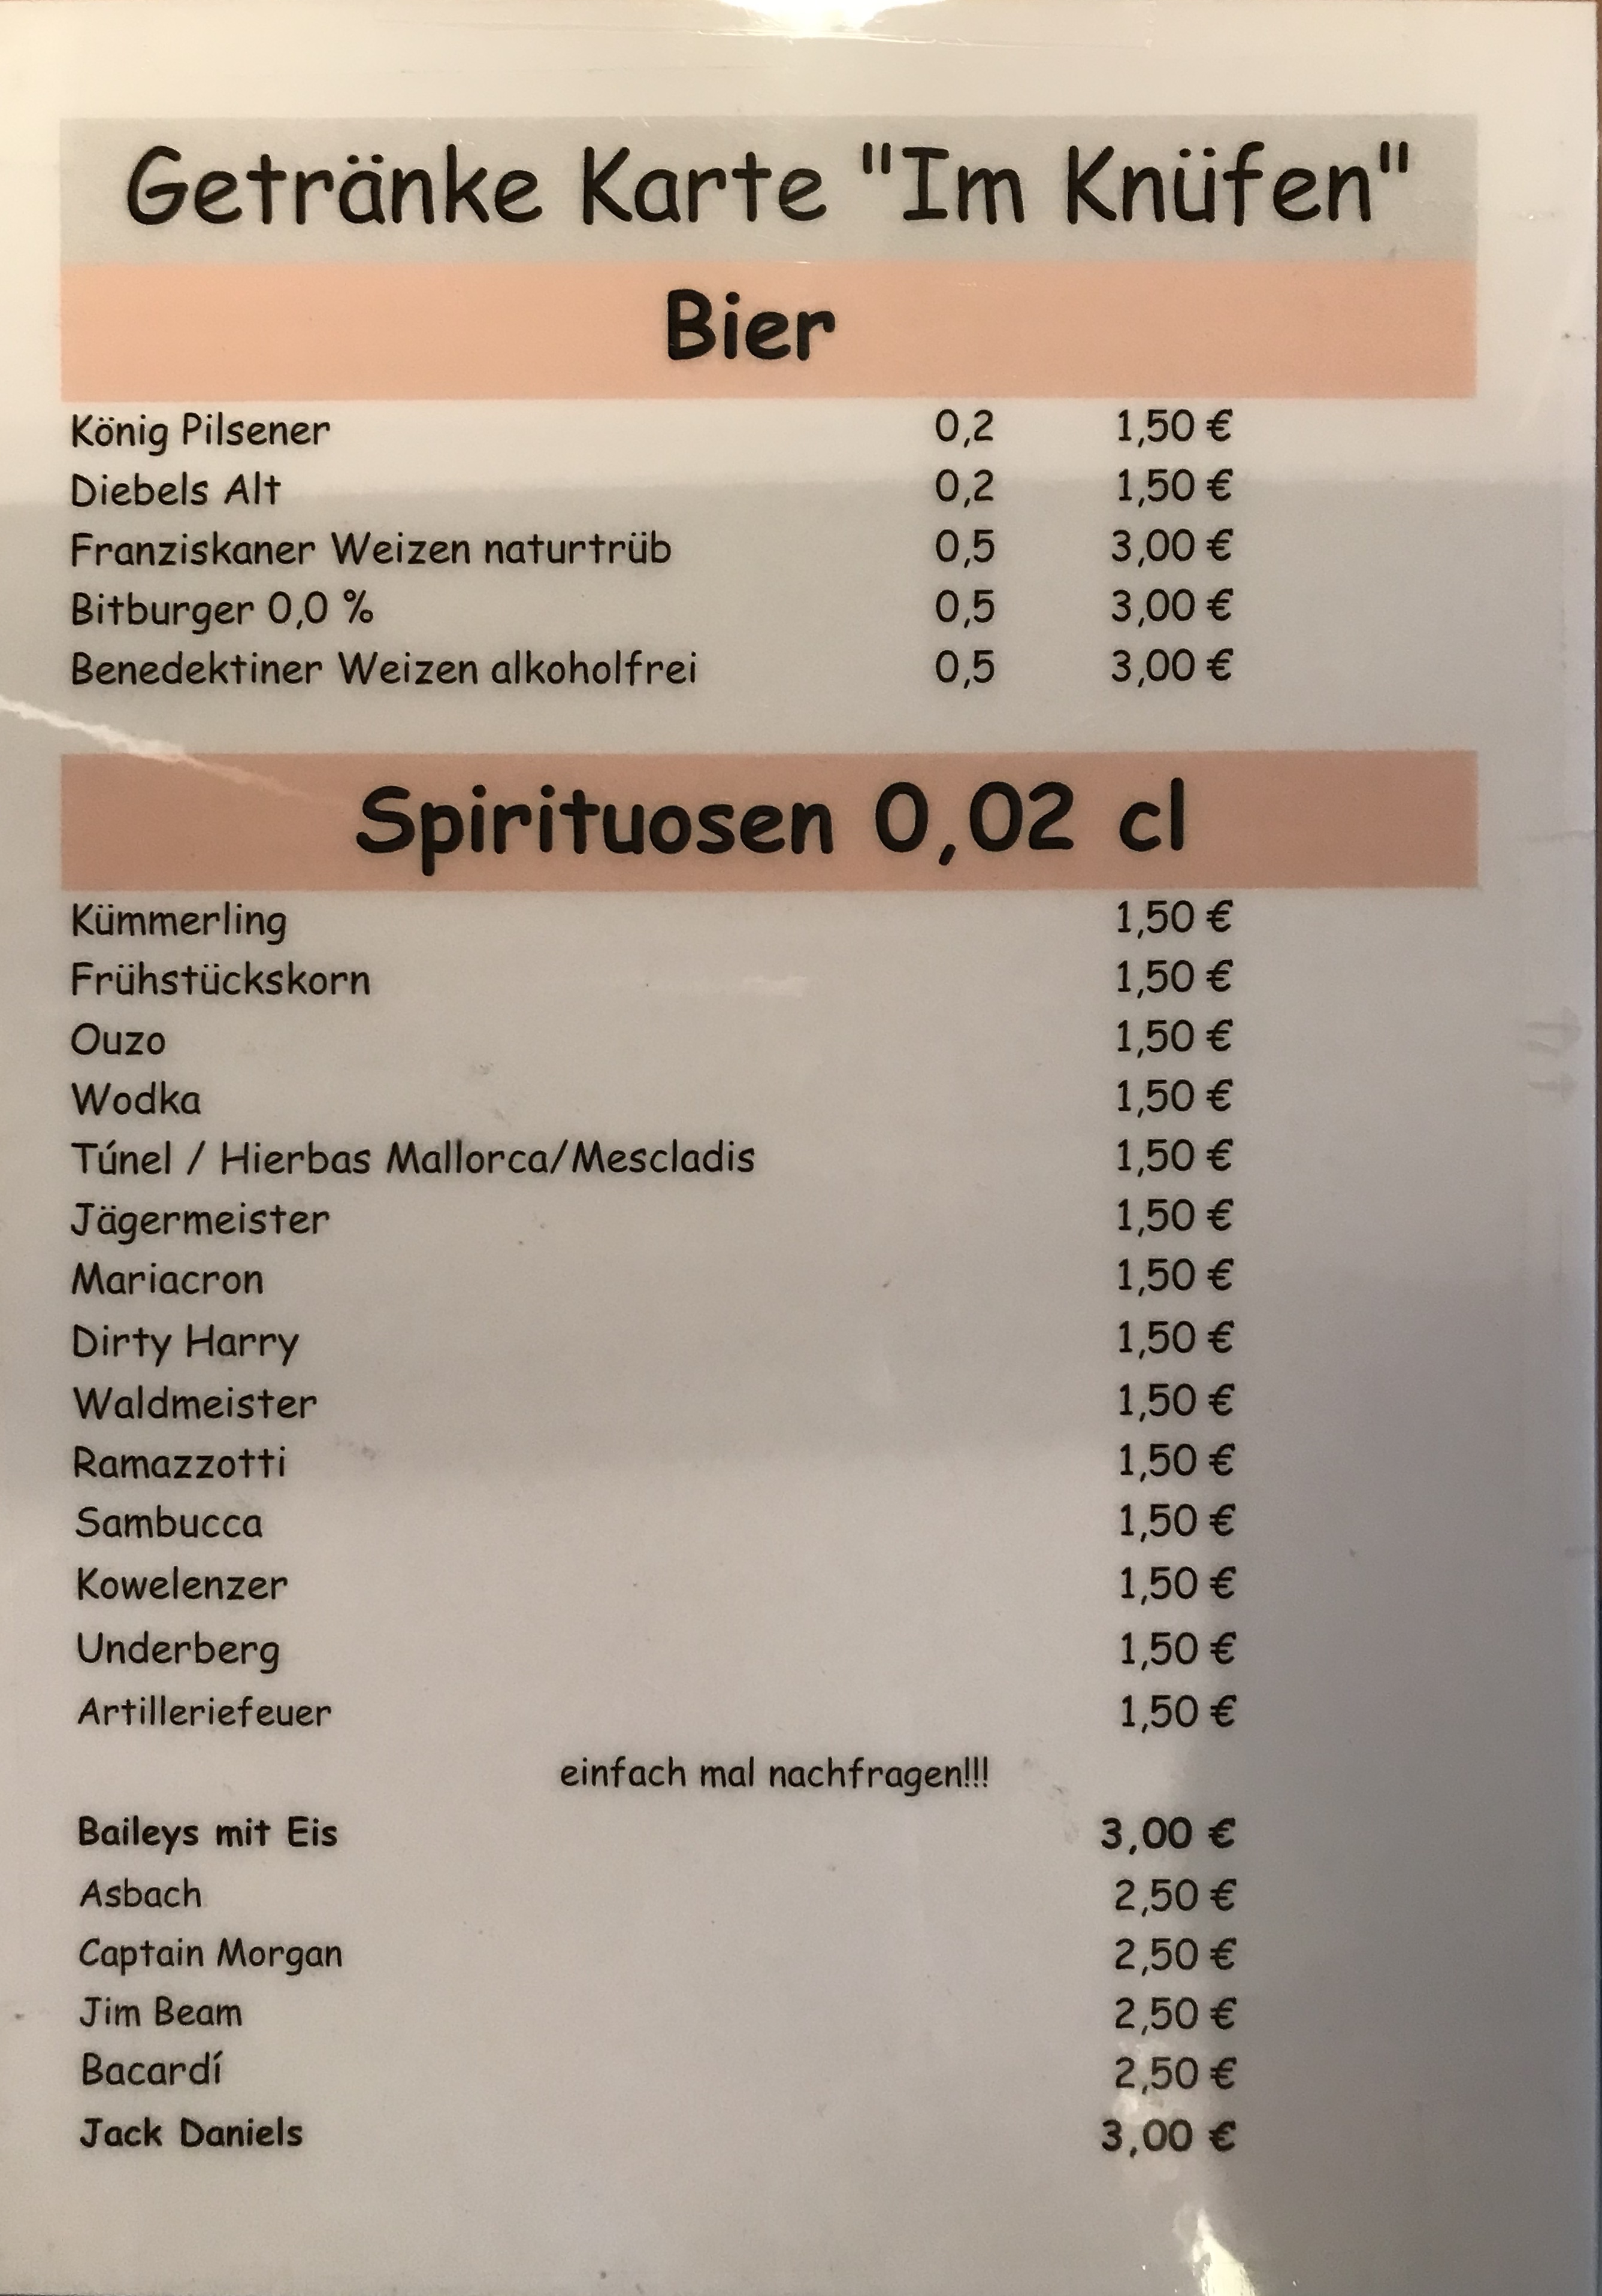 Getränke Karte "Im Knüfen"
Bier
König Pilsener 0,2 1,50 €
Diebels Alt 0,2 1,50 €
Franziskaner Weizen naturtrüb 0,5 3,00 €
Bitburger 0,0 % 0,5 3,00 €
Benedektiner Weizen alkoholfrei 0,5 3,00 €
Spirituosen 0,02 cl
Kümmerling 1,50 €
Frühstückskorn 1,50 €
Ouzo 1,50 €
Wodka 1,50 €
Túnel / Hierbas Mallorca/Mescladis 1,50 €
Jägermeister 1,50 €
Mariacron 1,50 €
Dirty Harry 1,50 €
Waldmeister 1,50 €
Ramazzotti 1,50 €
Sambucca 1,50 €
Kowelenzer 1,50 €
Underberg 1,50 €
Artilleriefeuer 1,50 €
einfach mal nachfragen!!!
Baileys mit Eis 3,00 €
Asbach 2,50 €
Captain Morgan 2,50 €
Jim Beam 2,50 €
Bacardí 2,50 €
Jack Daniels 3,00 €